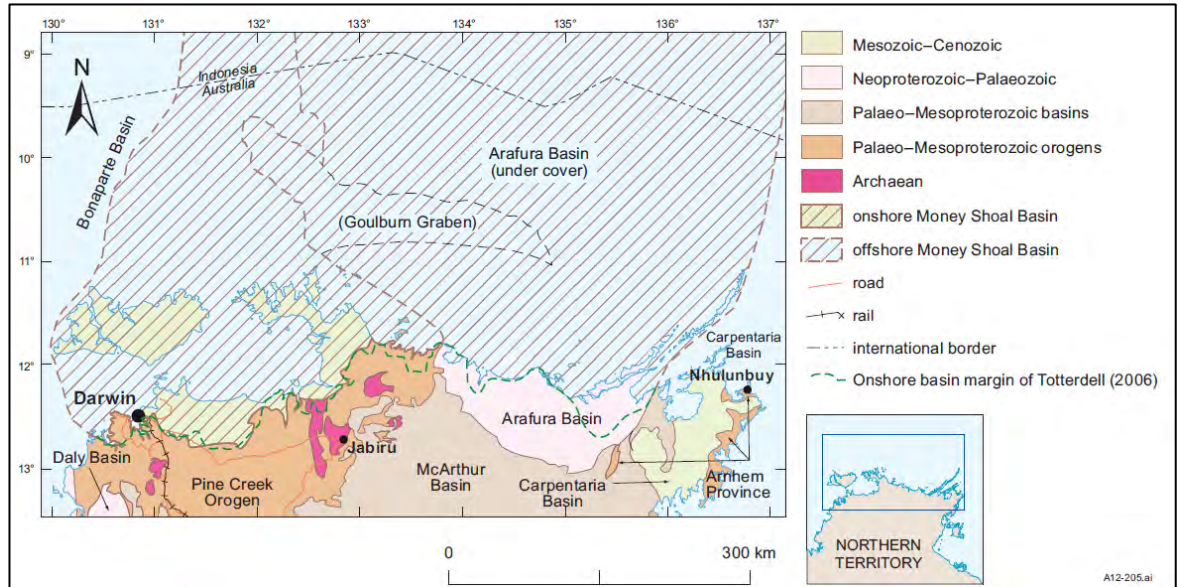 130° 131° 132° 133° 134° 135° 136° 137°
9°
10°
11°
12°
13°
N
Indonesia
Australia
Bonaparte Basin
Arafura Basin
(under cover)
(Goulburn Graben)
Carpentaria
Basin
Nhulunbuy
Darwin
Arafura Basin
Jabiru
Daly Basin
Pine Creek
Orogen
McArthur
Basin
Carpentaria
Basin
Arnhem
Province
0 300 km
Mesozoic–Cenozoic
Neoproterozoic–Palaeozoic
Palaeo–Mesoproterozoic basins
Palaeo–Mesoproterozoic orogens
Archaean
onshore Money Shoal Basin
offshore Money Shoal Basin
road
rail
international border
Onshore basin margin of Totterdell (2006)
NORTHERN
TERRITORY
A12-205.ai